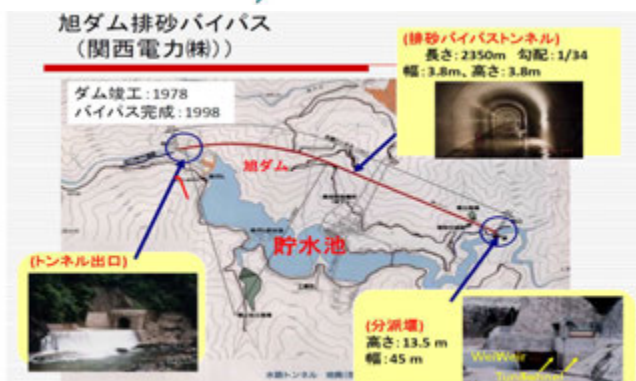 旭ダム排砂バイパス
(関西電力(株)))
ダム竣工:1978
バイパス完成:1998
(排砂バイパストンネル)
長さ:2350m 勾配:1/34
幅:3.8m、高さ:3.8m
旭ダム
貯水池
(トンネル出口)
(分派堰)
高さ:13.5 m
幅:45 m
Weir